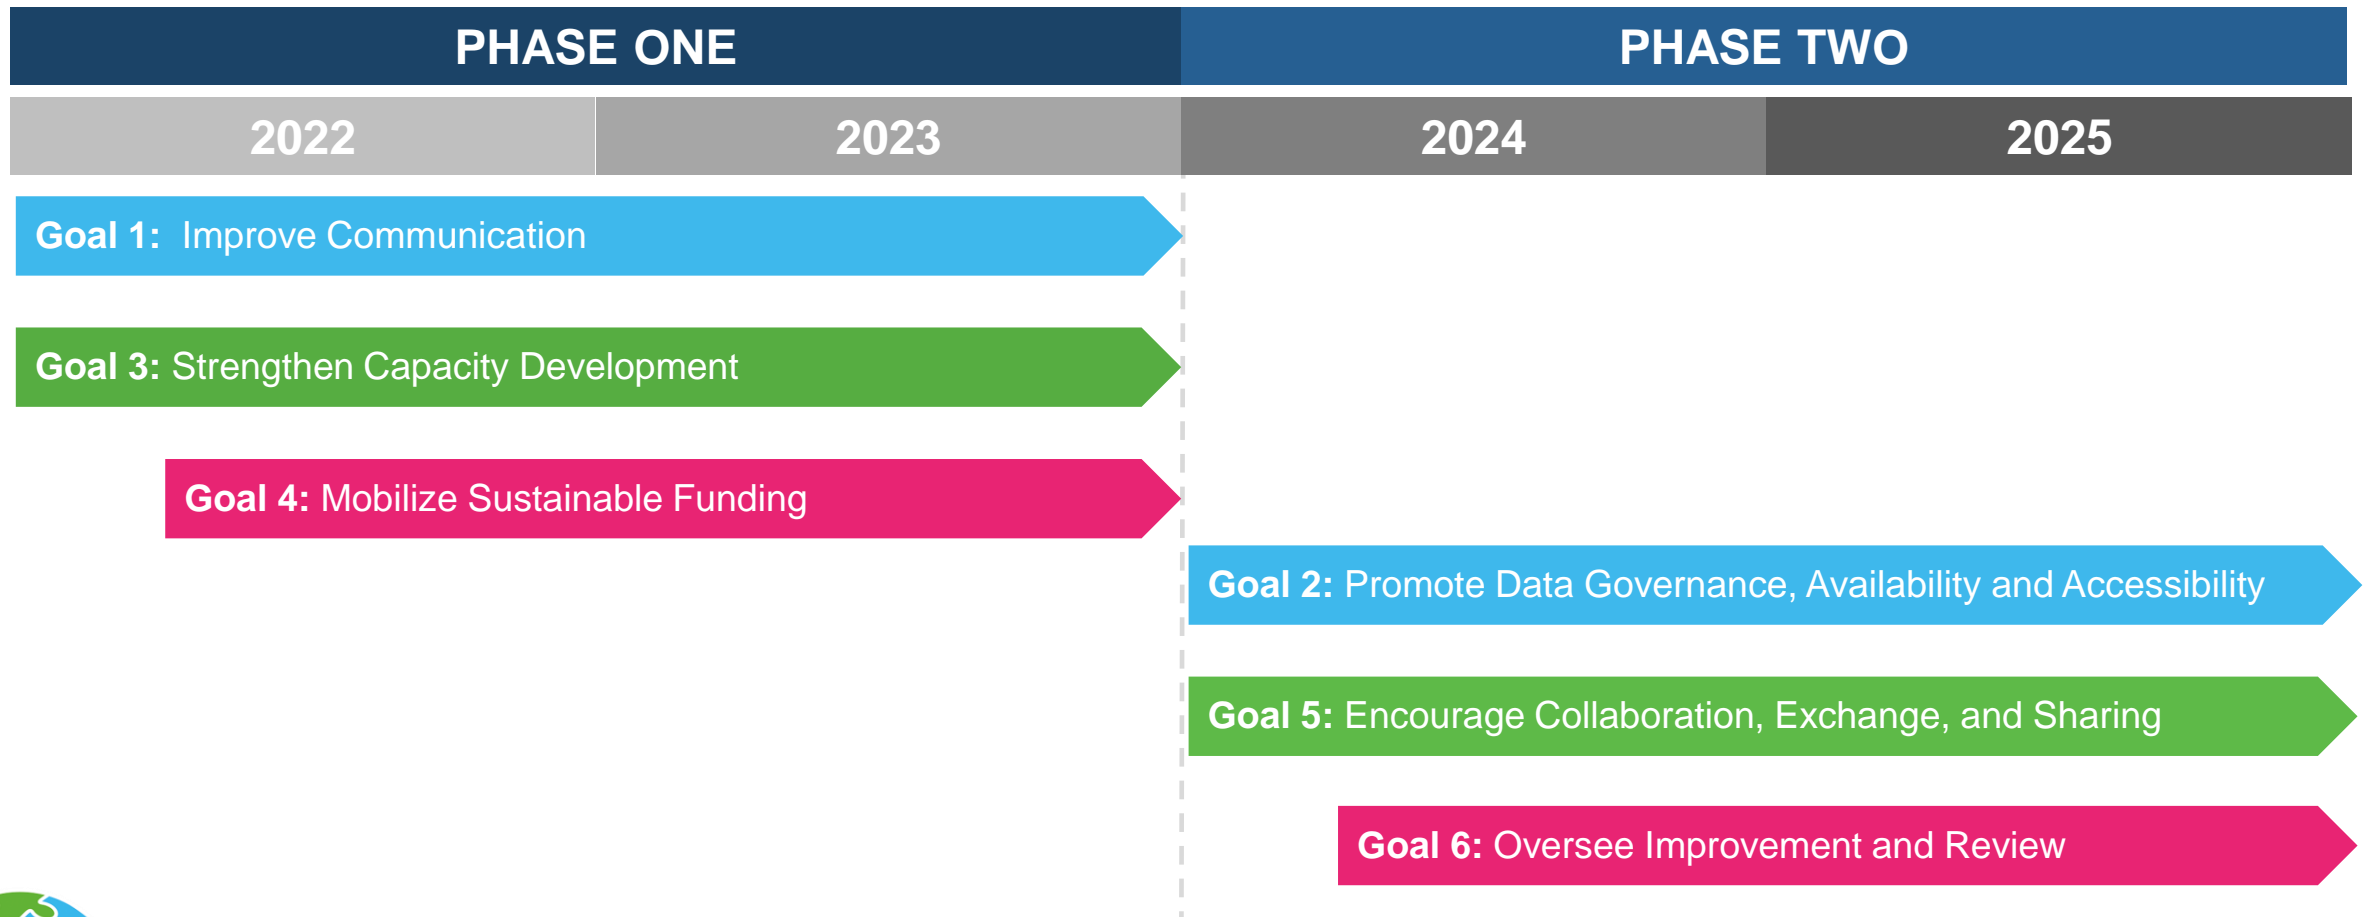 PHASE ONE
PHASE TWO
2022
2023
2024
2025
Goal 1: Improve Communication
Goal 3: Strengthen Capacity Development
Goal 4: Mobilize Sustainable Funding
Goal 2: Promote Data Governance, Availability and Accessibility
Goal 5: Encourage Collaboration, Exchange, and Sharing
Goal 6: Oversee Improvement and Review